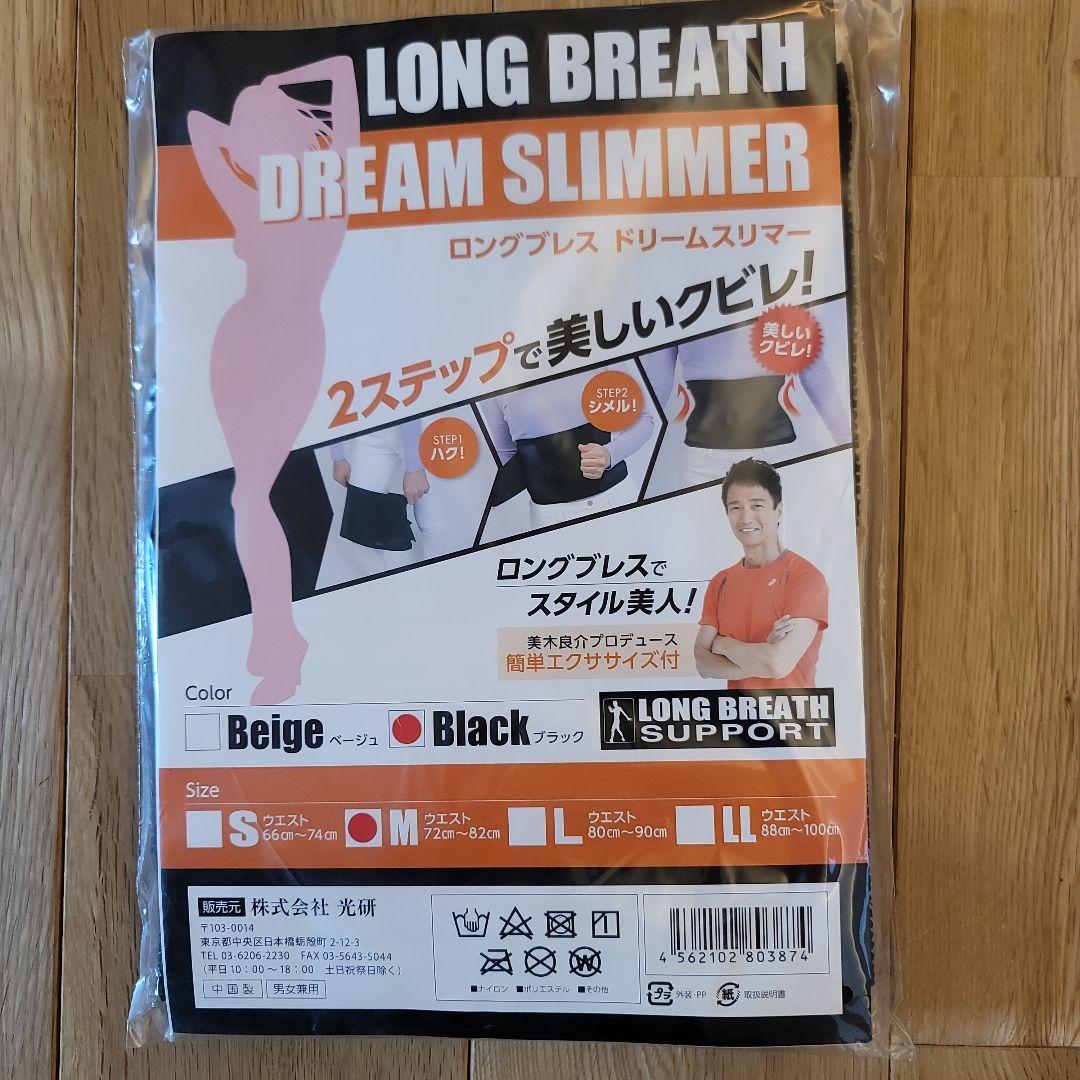 LONG BREATH
DREAM SLIMMER
ロングブレス ドリームスリマー
2ステップで美しいクビレ!
美しい
クビレ!
STEP2
シメル!
STEP1
ハク!
ロングブレスで
スタイル美人!
美木良介プロデュース
簡単エクササイズ付
Color
Beige ベージュ
Black ブラック
LONG BREATH
SUPPORT
Size
S ウエスト
66㎝～74㎝
M ウエスト
72㎝～82㎝
L ウエスト
80㎝～90㎝
LL ウエスト
88㎝～100㎝
販売元 株式会社 光研
〒103-0014
東京都中央区日本橋蛎殻町 2-12-3
TEL 03-6206-2230 FAX 03-5643-5044
(平日10:00～18:00 土日祝祭日除く)
中国製 男女兼用
W
■ナイロン ■ポリエステル ■その他
4 562102 803874
プラ 外装・PP
紙 取扱説明書